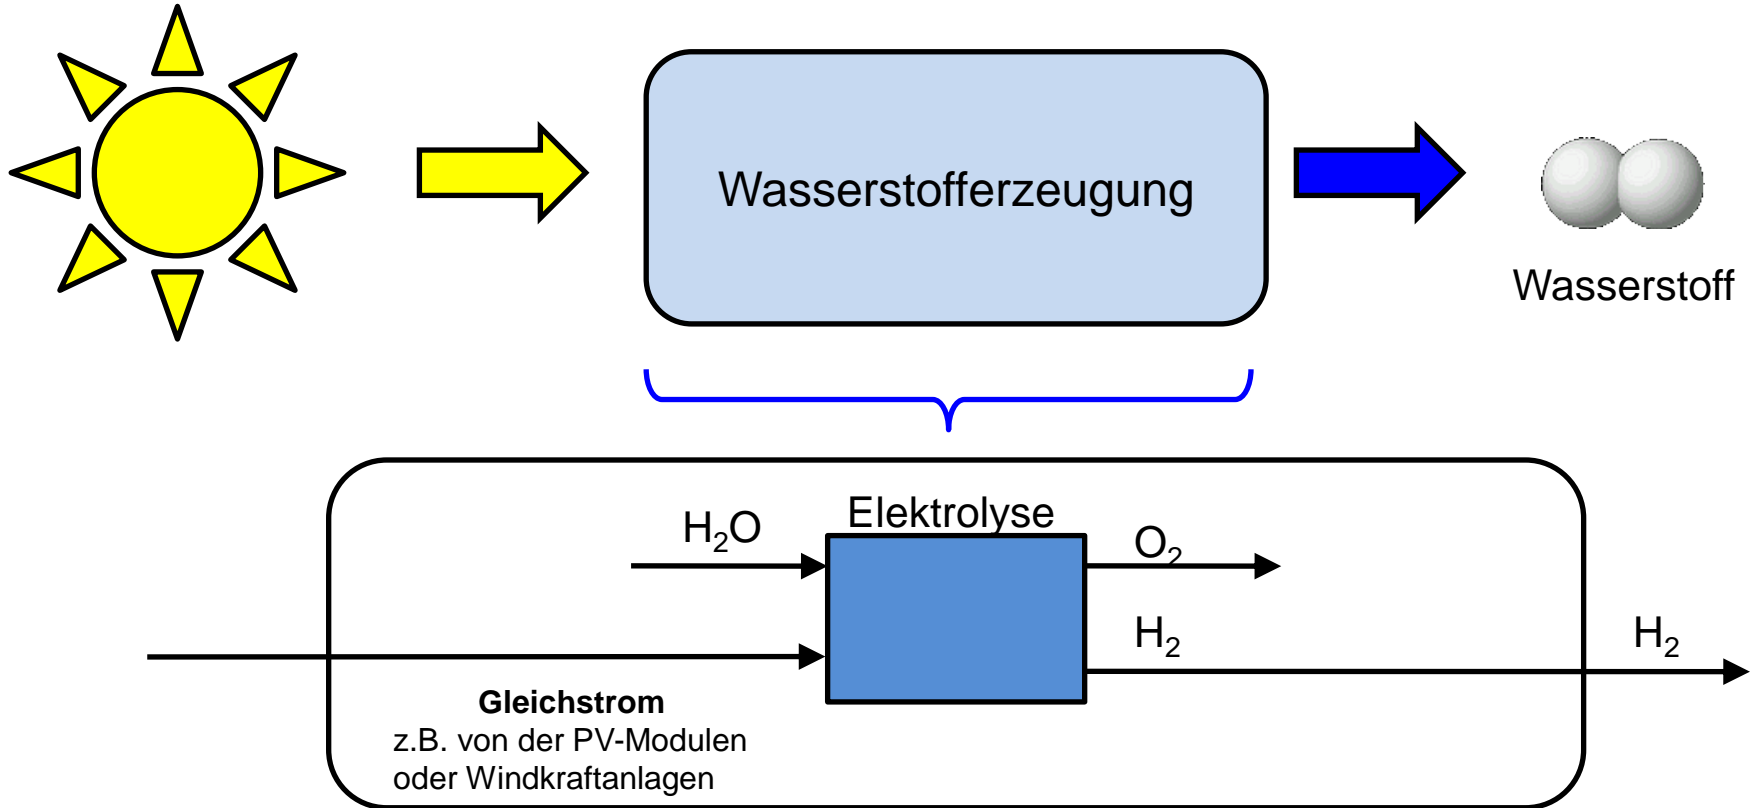 Wasserstofferzeugung
Wasserstoff
Elektrolyse
H₂O
O₂
H₂
H₂
Gleichstrom
z.B. von der PV-Modulen
oder Windkraftanlagen